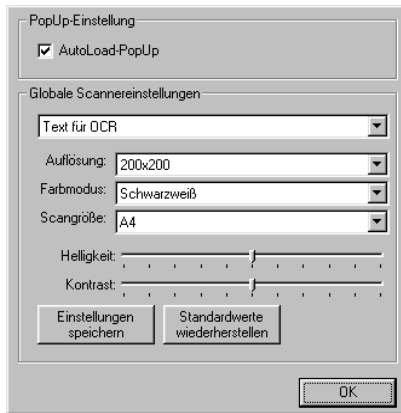 PopUp-Einstellung
AutoLoad-PopUp
Globale Scannereinstellungen
Text für OCR
Auflösung: 200x200
Farbmodus: Schwarzweiß
Scangröße: A4
Helligkeit:
Kontrast:
Einstellungen
speichern
Standardwerte
wiederherstellen
OK